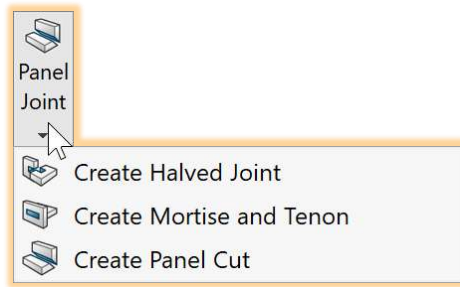 Panel
Joint
Create Halved Joint
Create Mortise and Tenon
Create Panel Cut